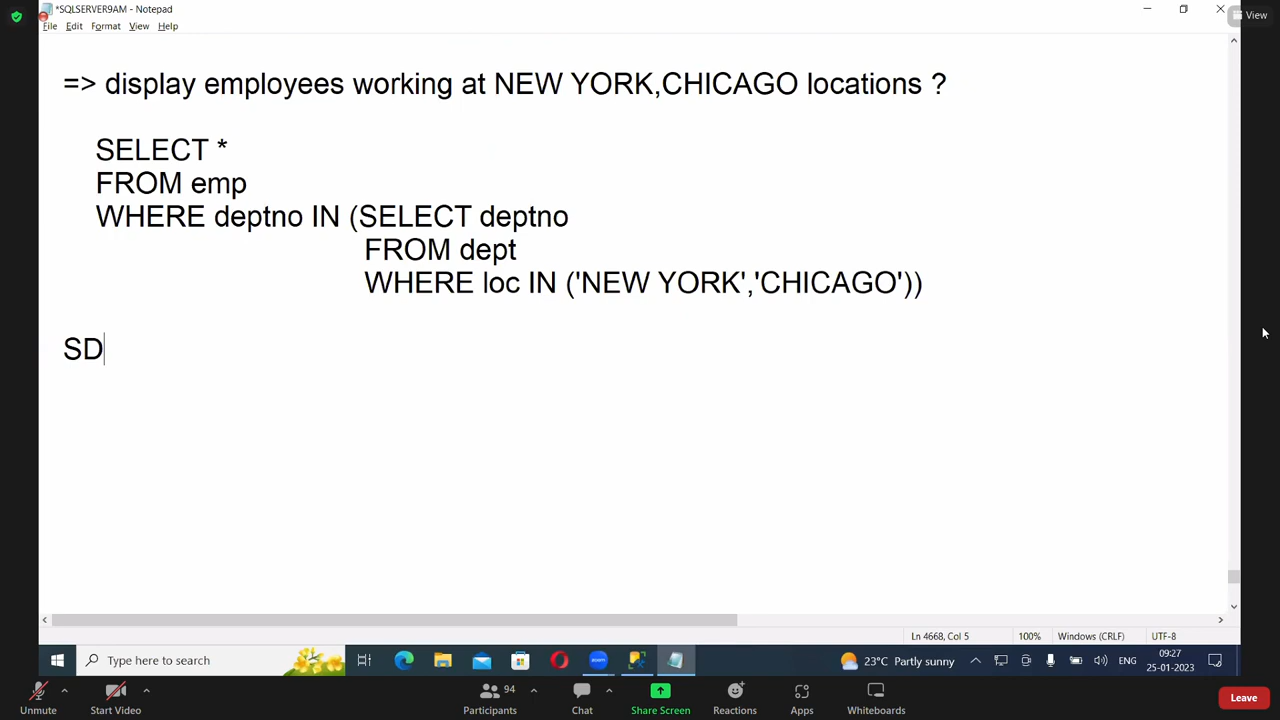 *SQLSERVER9AM - Notepad
View
File Edit Format View Help
=> display employees working at NEW YORK,CHICAGO locations ?
SELECT *
FROM emp
WHERE deptno IN (SELECT deptno
FROM dept
WHERE loc IN ('NEW YORK','CHICAGO'))
SD
Ln 4668, Col 5 100% Windows (CRLF) UTF-8
Type here to search 23°C Partly sunny ENG 09:27
25-01-2023
94
Unmute Start Video Participants Chat Share Screen Reactions Apps Whiteboards Leave